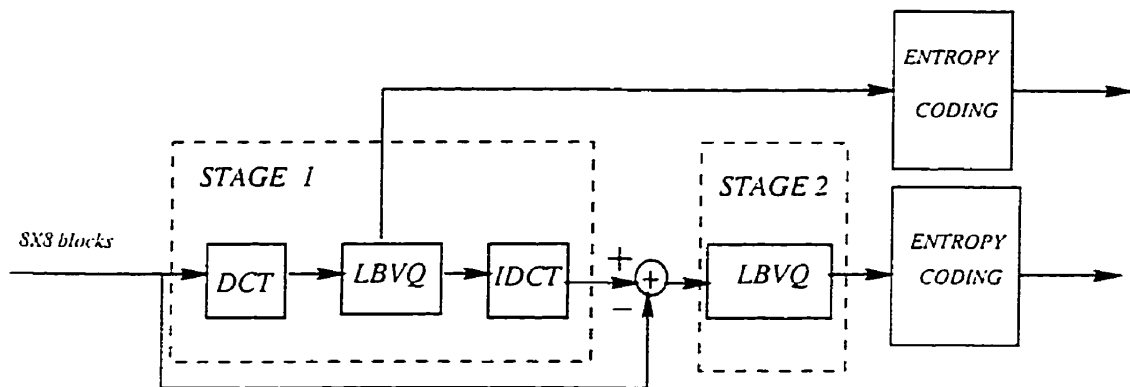 ENTROPY
CODING
STAGE 1
STAGE 2
8X8 blocks
DCT
LBVQ
IDCT
+
−
+
LBVQ
ENTROPY
CODING